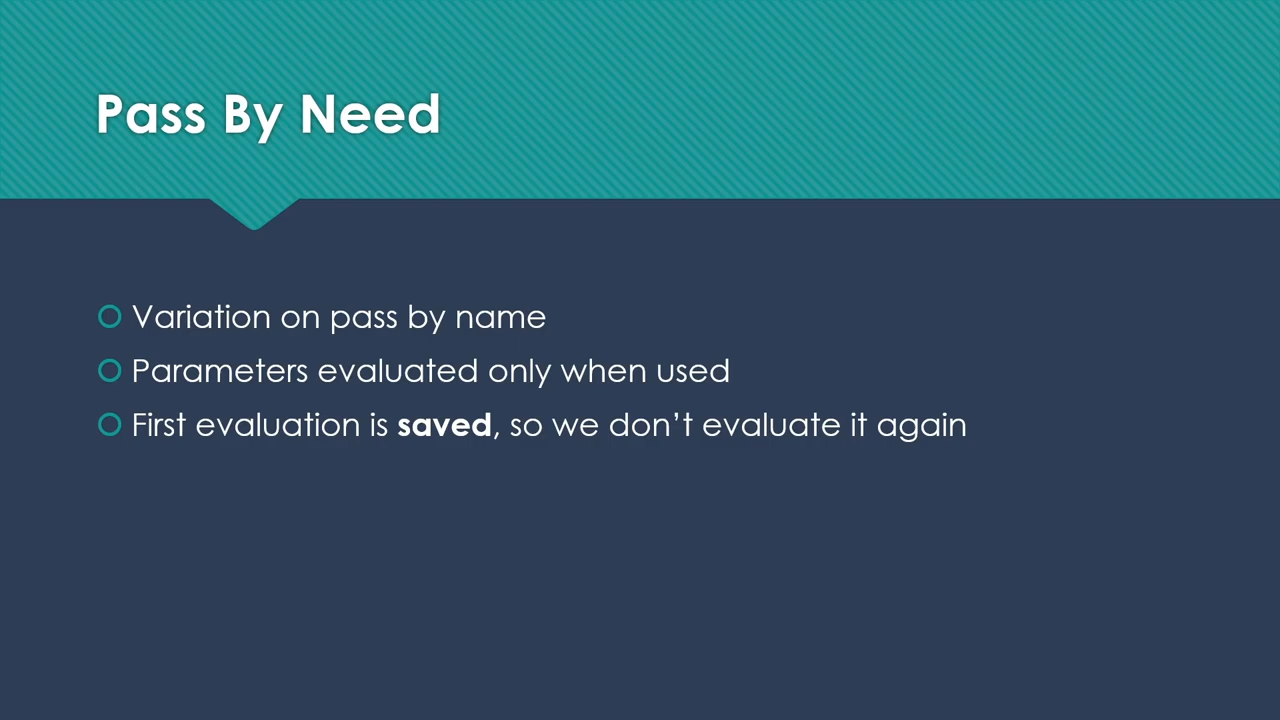 Pass By Need
Variation on pass by name
Parameters evaluated only when used
First evaluation is saved, so we don’t evaluate it again